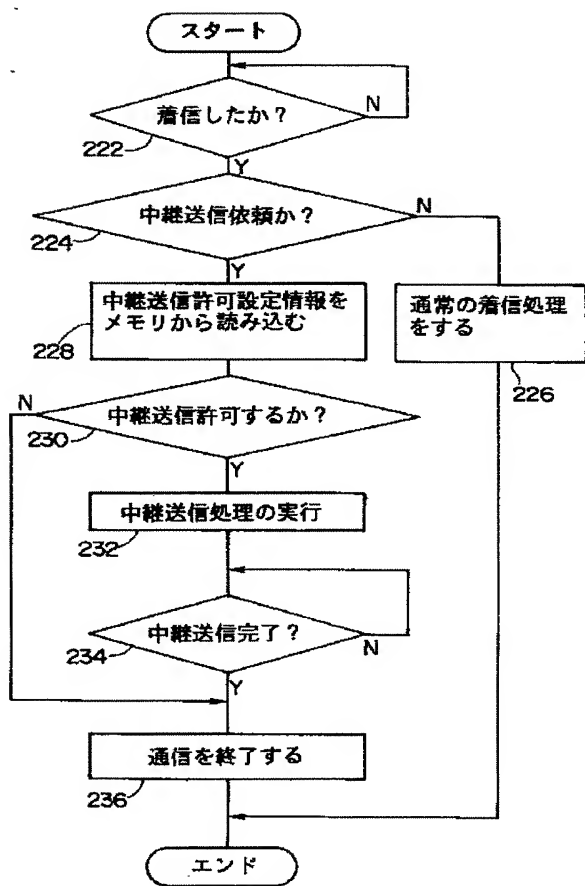 スタート
着信したか?
N
222
Y
中継送信依頼か?
N
224
Y
中継送信許可設定情報を
メモリから読み込む
228
通常の着信処理
をする
226
N
中継送信許可するか?
230
Y
中継送信処理の実行
232
中継送信完了?
N
234
Y
通信を終了する
236
エンド